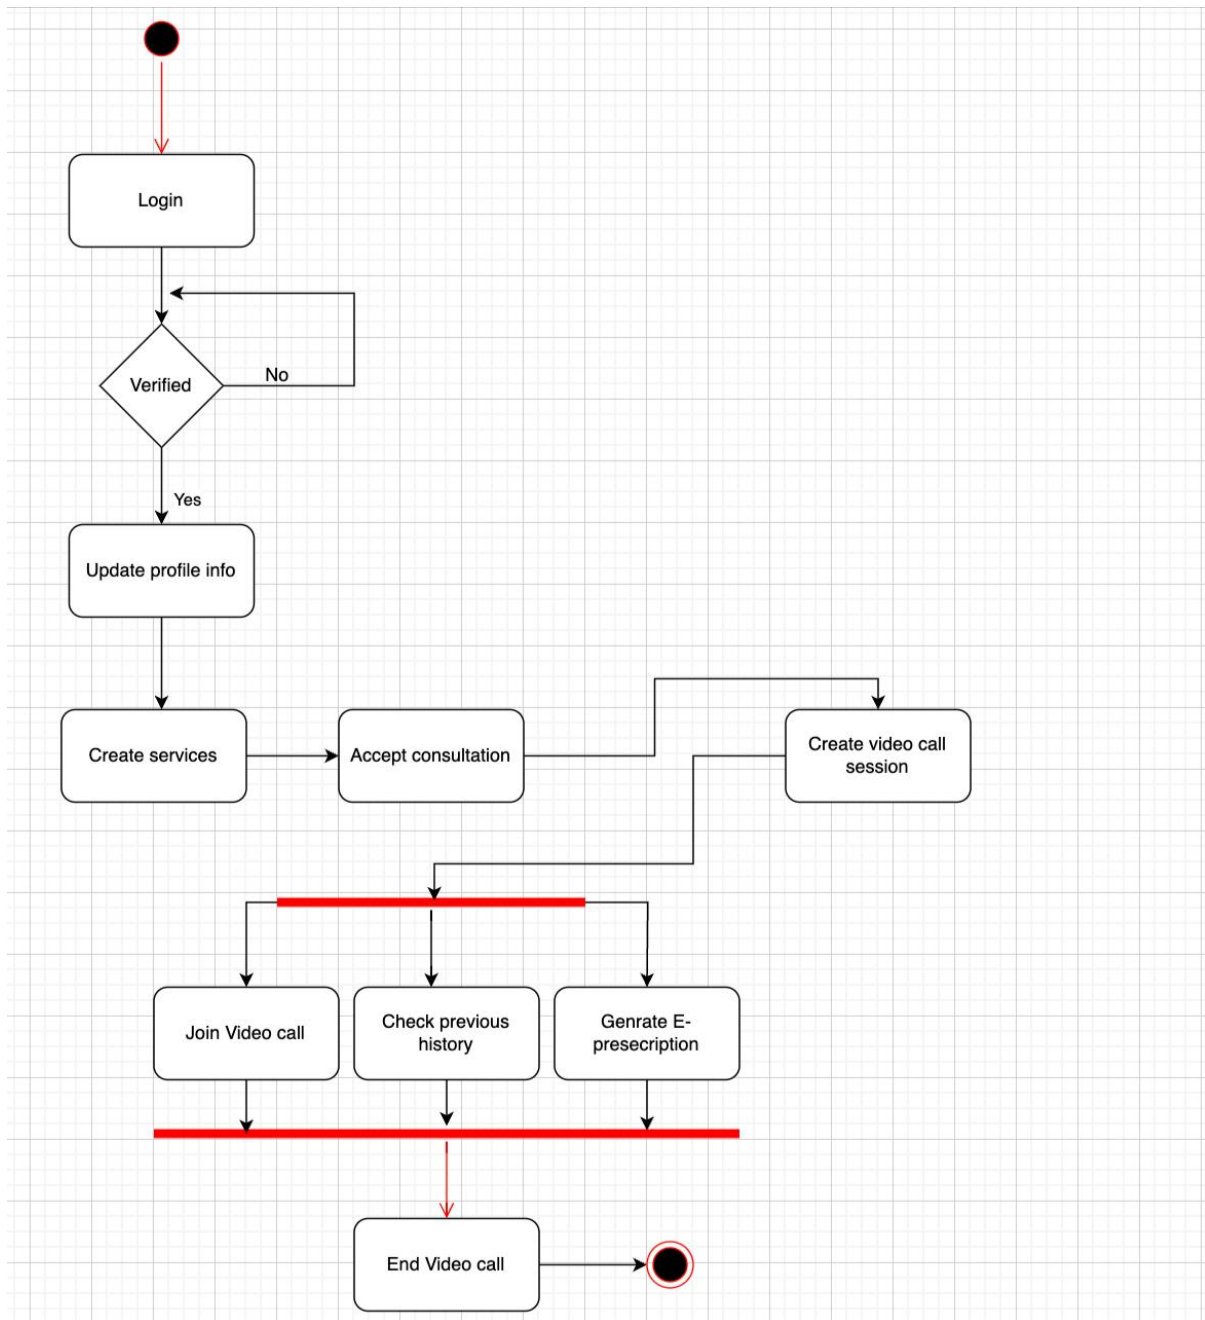 Login
Verified
No
Yes
Update profile info
Create services
Accept consultation
Create video call
session
Join Video call
Check previous
history
Genrate E-
presecription
End Video call